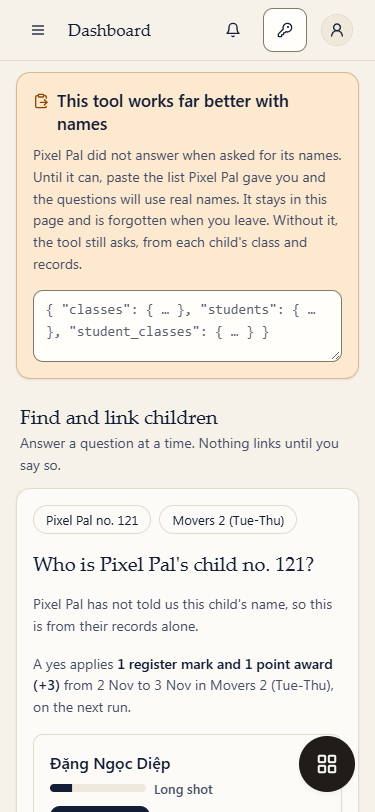 Dashboard
This tool works far better with
names
Pixel Pal did not answer when asked for its names.
Until it can, paste the list Pixel Pal gave you and
the questions will use real names. It stays in this
page and is forgotten when you leave. Without it,
the tool still asks, from each child's class and
records.
{ "classes": { … }, "students": { …
}, "student_classes": { … } }
Find and link children
Answer a question at a time. Nothing links until you
say so.
Pixel Pal no. 121
Movers 2 (Tue-Thu)
Who is Pixel Pal's child no. 121?
Pixel Pal has not told us this child's name, so this
is from their records alone.
A yes applies 1 register mark and 1 point award
(+3) from 2 Nov to 3 Nov in Movers 2 (Tue-Thu),
on the next run.
Đặng Ngọc Diệp
Long shot